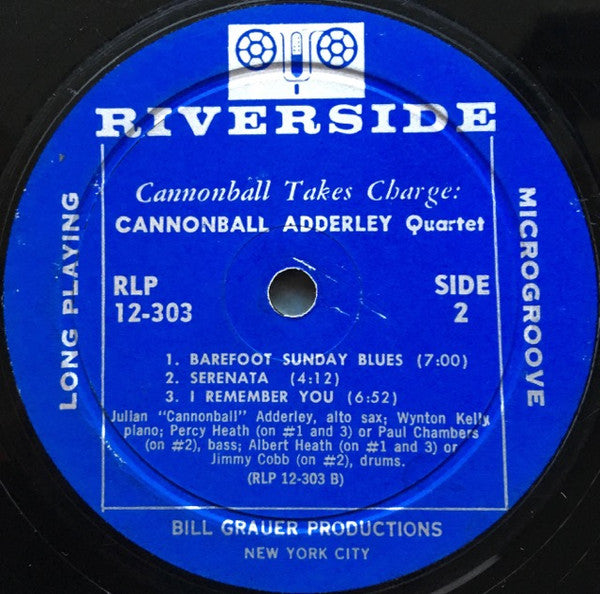 RIVERSIDE
Cannonball Takes Charge:
CANNONBALL ADDERLEY Quartet
LONG PLAYING
MICROGROOVE
RLP
12-303
SIDE
2
1. BAREFOOT SUNDAY BLUES (7:00)
2. SERENATA (4:12)
3. I REMEMBER YOU (6:52)
Julian "Cannonball" Adderley, alto sax; Wynton Kelly,
piano; Percy Heath (on #1 and 3) or Paul Chambers
(on #2), bass; Albert Heath (on #1 and 3) or
Jimmy Cobb (on #2), drums.
(RLP 12-303 B)
BILL GRAUER PRODUCTIONS
NEW YORK CITY